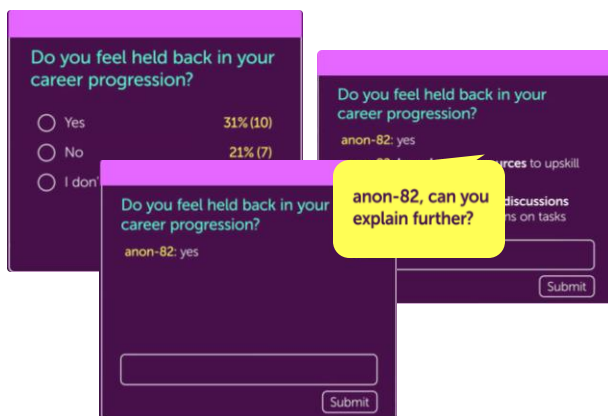 Do you feel held back in your
career progression?
Yes 31% (10)
No 21% (7)
I don'
Do you feel held back in your
career progression?
anon-82: yes
Submit
Do you feel held back in your
career progression?
anon-82: yes
to upskill
discussions
on tasks
Submit
anon-82, can you
explain further?